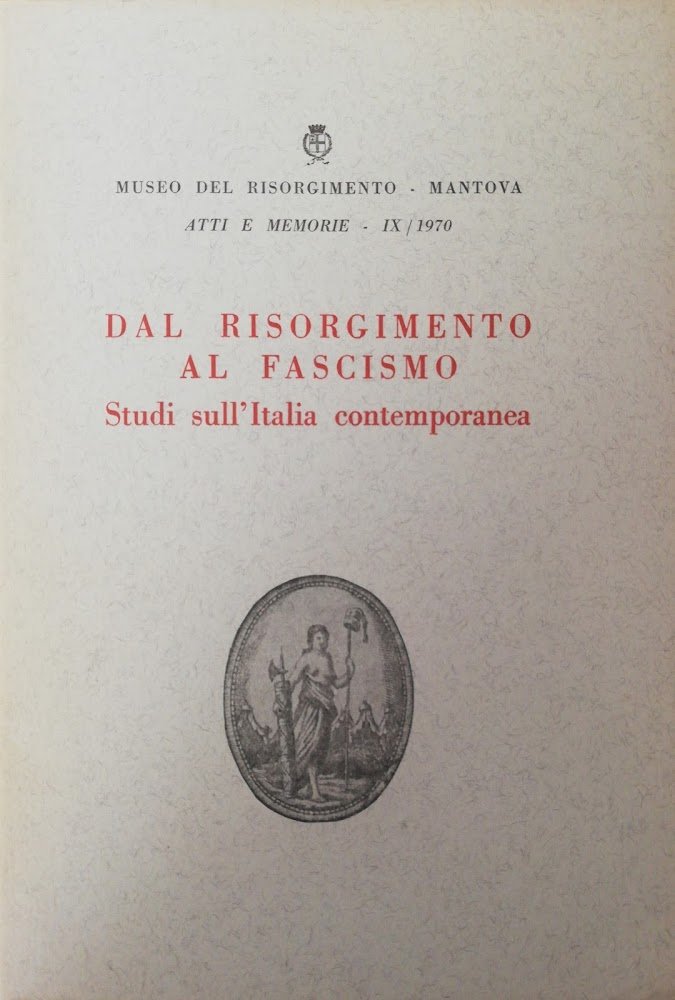 MUSEO DEL RISORGIMENTO - MANTOVA
ATTI E MEMORIE - IX/1970
DAL RISORGIMENTO
AL FASCISMO
Studi sull'Italia contemporanea